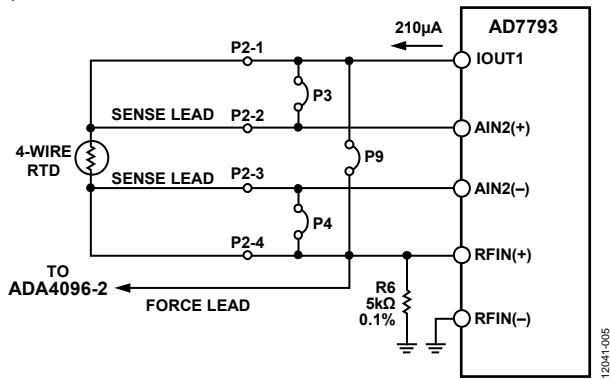 210µA
AD7793
P2-1
IOUT1
P3
SENSE LEAD
P2-2
AIN2(+)
4-WIRE
RTD
P9
SENSE LEAD
P2-3
AIN2(–)
P4
P2-4
RFIN(+)
TO
ADA4096-2
FORCE LEAD
R6
5kΩ
0.1%
RFIN(–)
12041-005